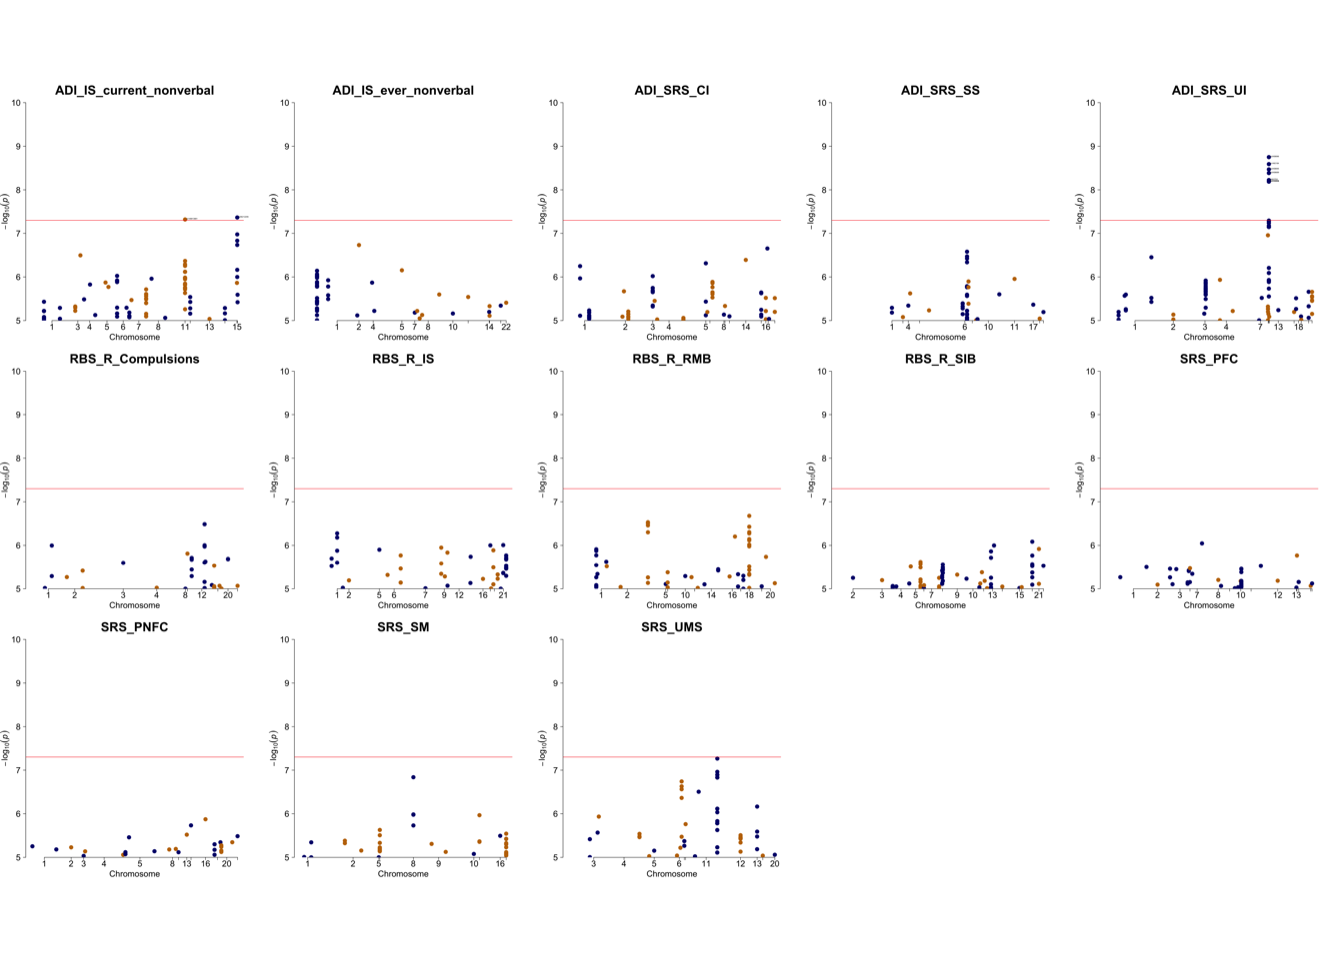 ADI_IS_current_nonverbal ADI_IS_ever_nonverbal ADI_SRS_CI ADI_SRS_SS ADI_SRS_UI
10 10 10 10 10
9 9 9 9 9
8 8 8 8 8
7 7 7 7 7
6 6 6 6 6
5 5 5 5 5
−log10(p) −log10(p) −log10(p) −log10(p) −log10(p)
1 3 4 5 6 7 8 11 13 15
1 2 4 5 7 8 10 14 22
1 2 3 4 5 8 14 16
1 4 6 10 11 17
1 2 3 4 7 13 18
Chromosome Chromosome Chromosome Chromosome Chromosome
RBS_R_Compulsions RBS_R_IS RBS_R_RMB RBS_R_SIB SRS_PFC
10 10 10 10 10
9 9 9 9 9
8 8 8 8 8
7 7 7 7 7
6 6 6 6 6
5 5 5 5 5
−log10(p) −log10(p) −log10(p) −log10(p) −log10(p)
1 2 3 4 8 12 20
1 2 5 6 7 9 12 16 21
1 2 5 10 14 16 18 20
2 3 4 5 7 9 10 13 15 21
1 2 3 7 8 10 12 13
Chromosome Chromosome Chromosome Chromosome Chromosome
SRS_PNFC SRS_SM SRS_UMS
10 10 10
9 9 9
8 8 8
7 7 7
6 6 6
5 5 5
−log10(p) −log10(p) −log10(p)
1 2 3 4 5 8 13 16 20
1 2 5 8 9 10 16
3 4 5 6 11 12 13 20
Chromosome Chromosome Chromosome